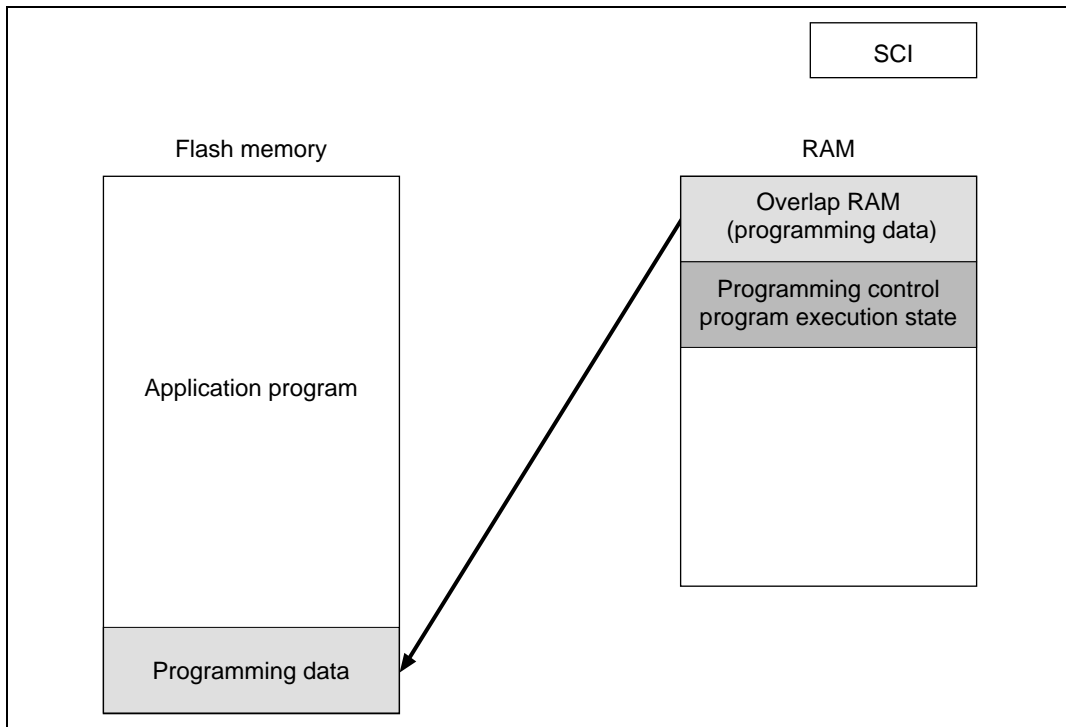 SCI
Flash memory
RAM
Overlap RAM
(programming data)
Programming control
program execution state
Application program
Programming data